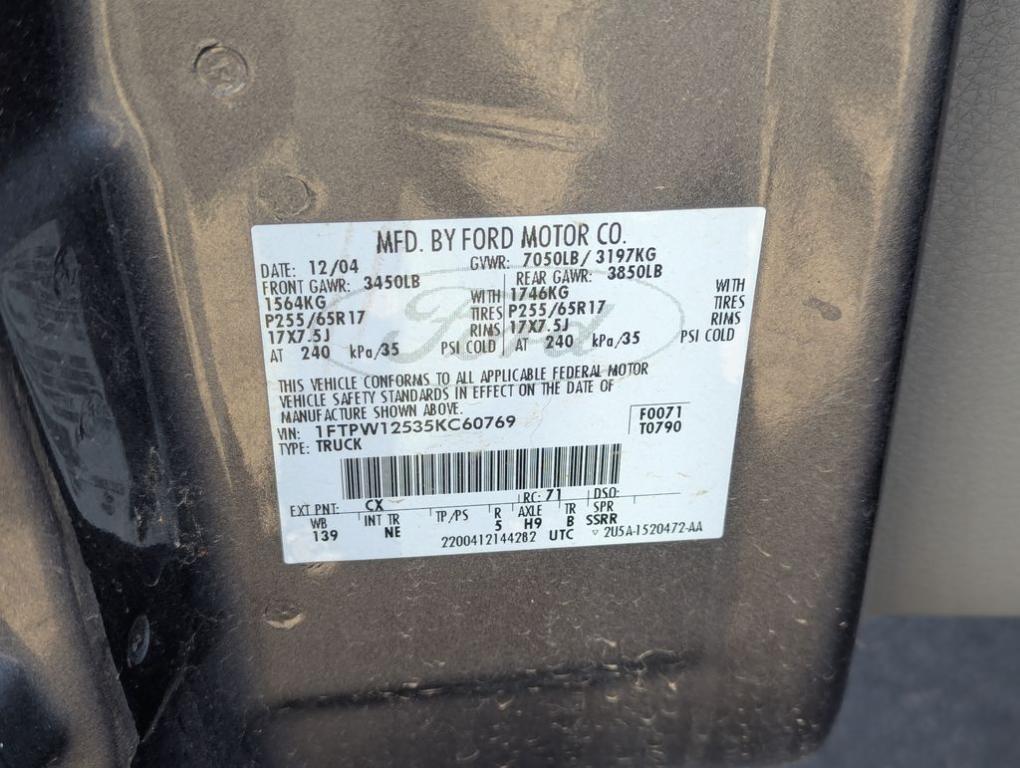 MFD. BY FORD MOTOR CO.
DATE: 12/04 GVWR: 7050LB/ 3197KG
FRONT GAWR: 3450LB REAR GAWR: 3850LB
1564KG WITH 1746KG WITH
P255/65R17 TIRES P255/65R17 TIRES
17X7.5J RIMS 17X7.5J RIMS
AT 240 kPa/35 PSI COLD AT 240 kPa/35 PSI COLD
Ford
THIS VEHICLE CONFORMS TO ALL APPLICABLE FEDERAL MOTOR
VEHICLE SAFETY STANDARDS IN EFFECT ON THE DATE OF
MANUFACTURE SHOWN ABOVE.
VIN: 1FTPW12535KC60769 F0071
TYPE: TRUCK T0790
EXT PNT: CX RC: 71 DSO:
WB INT TR TP/PS R AXLE TR SPR
139 NE 5 H9 B SSRR
2200412144282 UTC ▽ 2U5A-1520472-AA